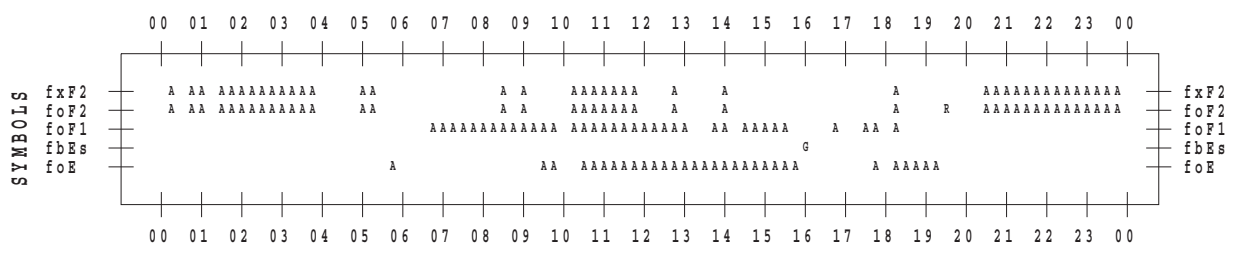 00 01 02 03 04 05 06 07 08 09 10 11 12 13 14 15 16 17 18 19 20 21 22 23 00
SYMBOLS
fxF2 A AA AAAAAAAAAA AA A A AAAAAAA A A A AAAAAAAAAAAAAA fxF2
foF2 A AA AAAAAAAAAA AA A A AAAAAAA A A A R AAAAAAAAAAAAAA foF2
foF1 AAAAAAAAAAAAA AAAAAAAAAAAA AA AAAAA A AA A foF1
fbEs G fbEs
foE A AA AAAAAAAAAAAAAAAAAAAAAA A AAAAA foE
00 01 02 03 04 05 06 07 08 09 10 11 12 13 14 15 16 17 18 19 20 21 22 23 00